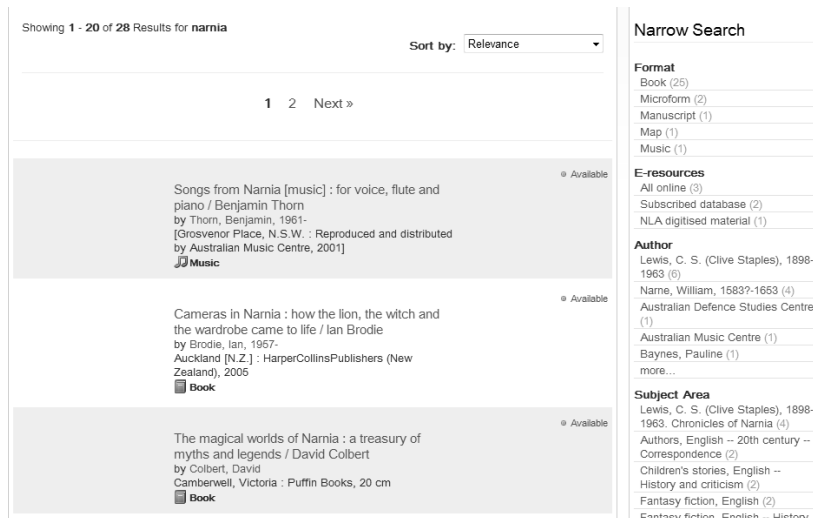 Showing 1 - 20 of 28 Results for narnia
Sort by: Relevance
1 2 Next »
Available
Songs from Narnia [music] : for voice, flute and
piano / Benjamin Thorn
by Thorn, Benjamin, 1961-
[Grosvenor Place, N.S.W. : Reproduced and distributed
by Australian Music Centre, 2001]
Music
Available
Cameras in Narnia : how the lion, the witch and
the wardrobe came to life / Ian Brodie
by Brodie, Ian, 1957-
Auckland [N.Z.] : HarperCollinsPublishers (New
Zealand), 2005
Book
Available
The magical worlds of Narnia : a treasury of
myths and legends / David Colbert
by Colbert, David
Camberwell, Victoria : Puffin Books, 20 cm
Book
Narrow Search
Format
Book (25)
Microform (2)
Manuscript (1)
Map (1)
Music (1)
E-resources
All online (3)
Subscribed database (2)
NLA digitised material (1)
Author
Lewis, C. S. (Clive Staples), 1898-
1963 (6)
Narne, William, 1583?-1653 (4)
Australian Defence Studies Centre
(1)
Australian Music Centre (1)
Baynes, Pauline (1)
more...
Subject Area
Lewis, C. S. (Clive Staples), 1898-
1963. Chronicles of Narnia (4)
Authors, English -- 20th century --
Correspondence (2)
Children's stories, English --
History and criticism (2)
Fantasy fiction, English (2)
Fantasy fiction, English -- History